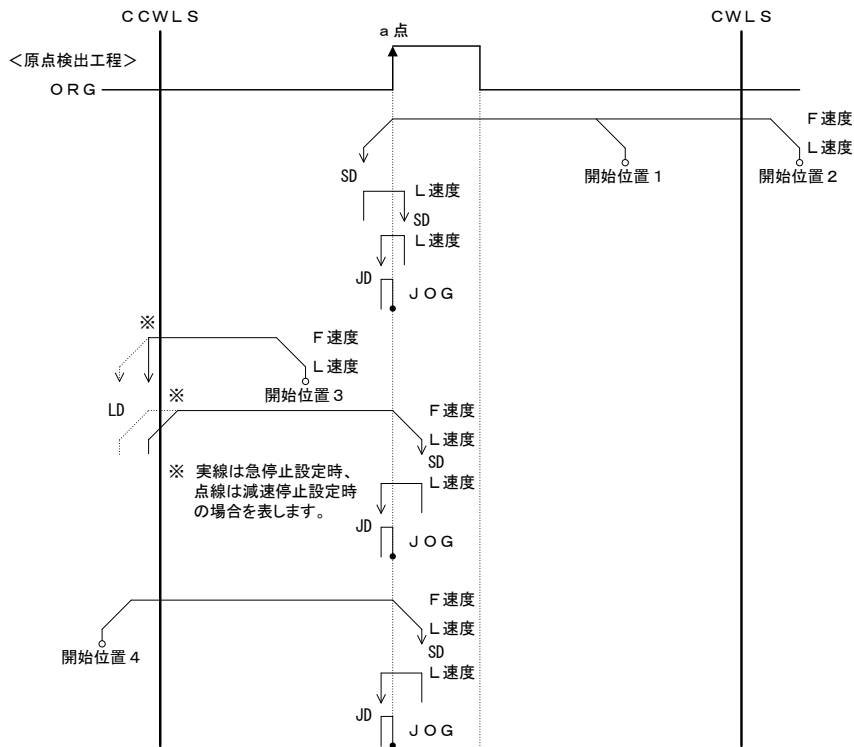 CCWLS
CWLS
a点
＜原点検出工程＞
ORG
F速度
L速度
SD
開始位置1
開始位置2
L速度
SD
L速度
JD
JOG
※
F速度
L速度
開始位置3
※
LD
F速度
L速度
SD
※ 実線は急停止設定時、
点線は減速停止設定時
の場合を表します。
L速度
JD
JOG
F速度
L速度
SD
開始位置4
L速度
JD
JOG